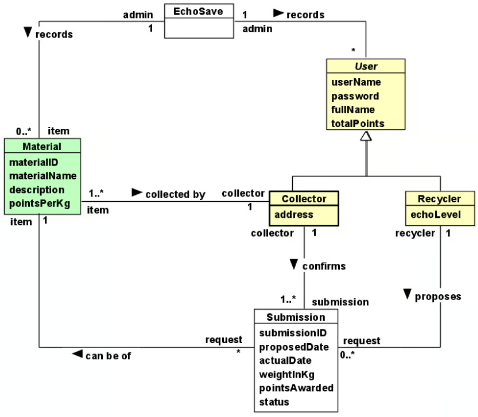 EchoSave
admin
1
records
1
records
admin
*
User
userName
password
fullName
totalPoints
0..*
item
Material
materialID
materialName
description
pointsPerKg
1..*
collected by
collector
item
1
Collector
address
Recycler
echoLevel
item
1
collector
1
recycler
1
confirms
proposes
1..*
submission
Submission
submissionID
proposedDate
actualDate
weightInKg
pointsAwarded
status
request
*
can be of
request
0..*